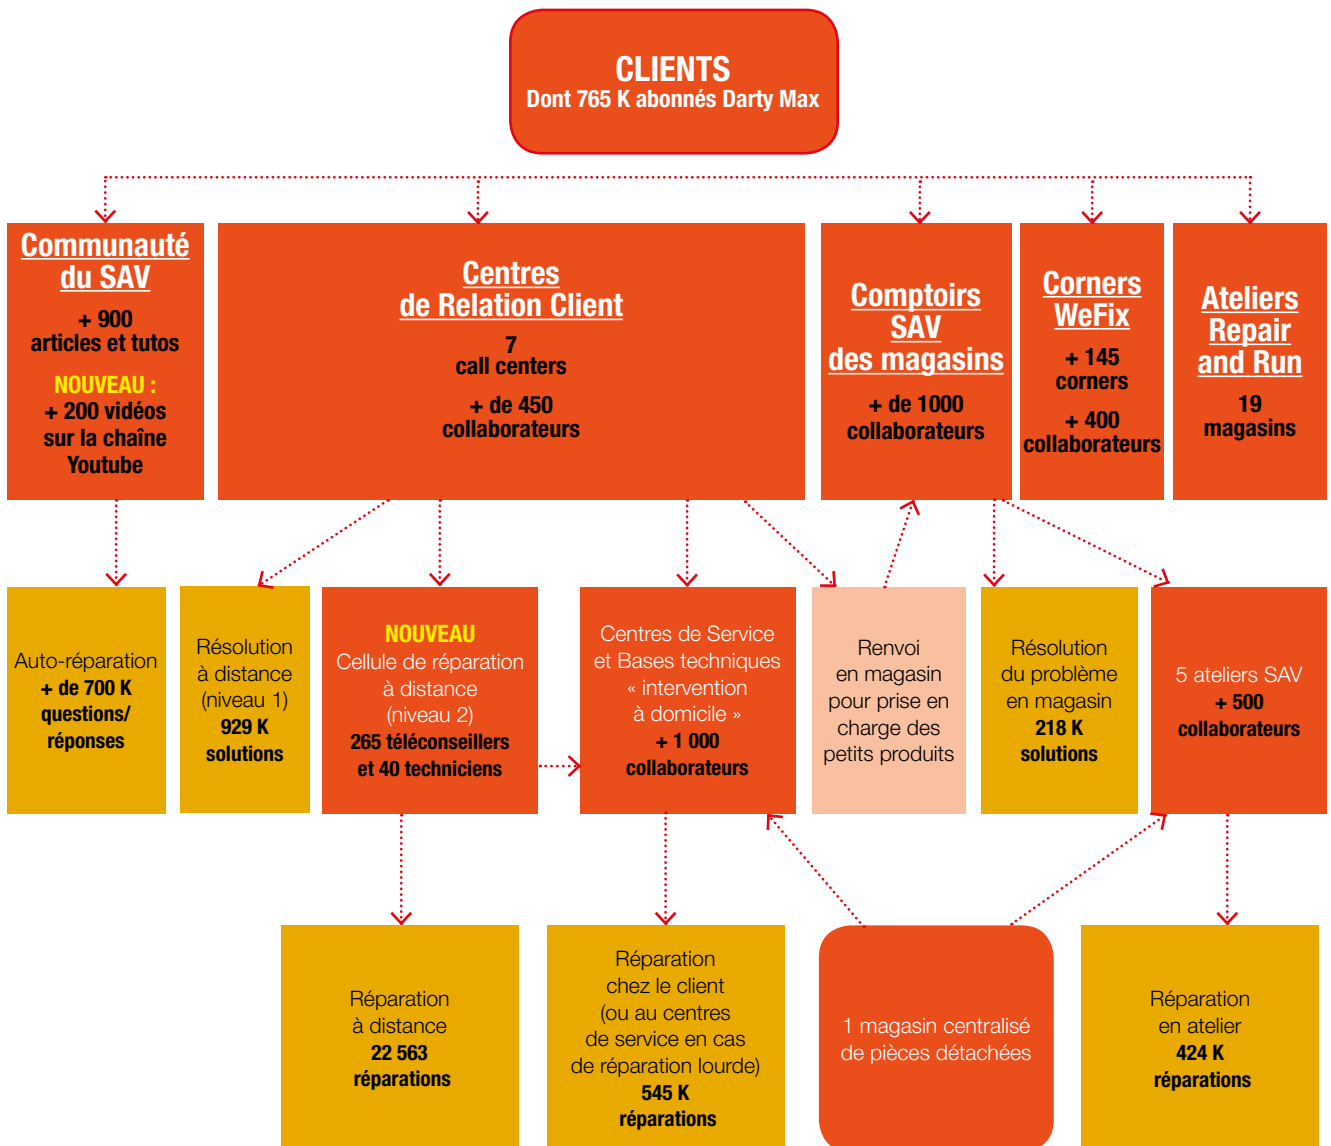 CLIENTS
Dont 765 K abonnés Darty Max
Communauté
du SAV
+ 900
articles et tutos
NOUVEAU :
+ 200 vidéos
sur la chaîne
Youtube
Centres
de Relation Client
7
call centers
+ de 450
collaborateurs
Comptoirs
SAV
des magasins
+ de 1000
collaborateurs
Corners
WeFix
+ 145
corners
+ 400
collaborateurs
Ateliers
Repair
and Run
19
magasins
Auto-réparation
+ de 700 K
questions/
réponses
Résolution
à distance
(niveau 1)
929 K
solutions
NOUVEAU
Cellule de réparation
à distance
(niveau 2)
265 téléconseillers
et 40 techniciens
Centres de Service
et Bases techniques
« intervention
à domicile »
+ 1 000
collaborateurs
Renvoi
en magasin
pour prise en
charge des
petits produits
Résolution
du problème
en magasin
218 K
solutions
5 ateliers SAV
+ 500
collaborateurs
Réparation
à distance
22 563
réparations
Réparation
chez le client
(ou au centres
de service en cas
de réparation lourde)
545 K
réparations
1 magasin centralisé
de pièces détachées
Réparation
en atelier
424 K
réparations